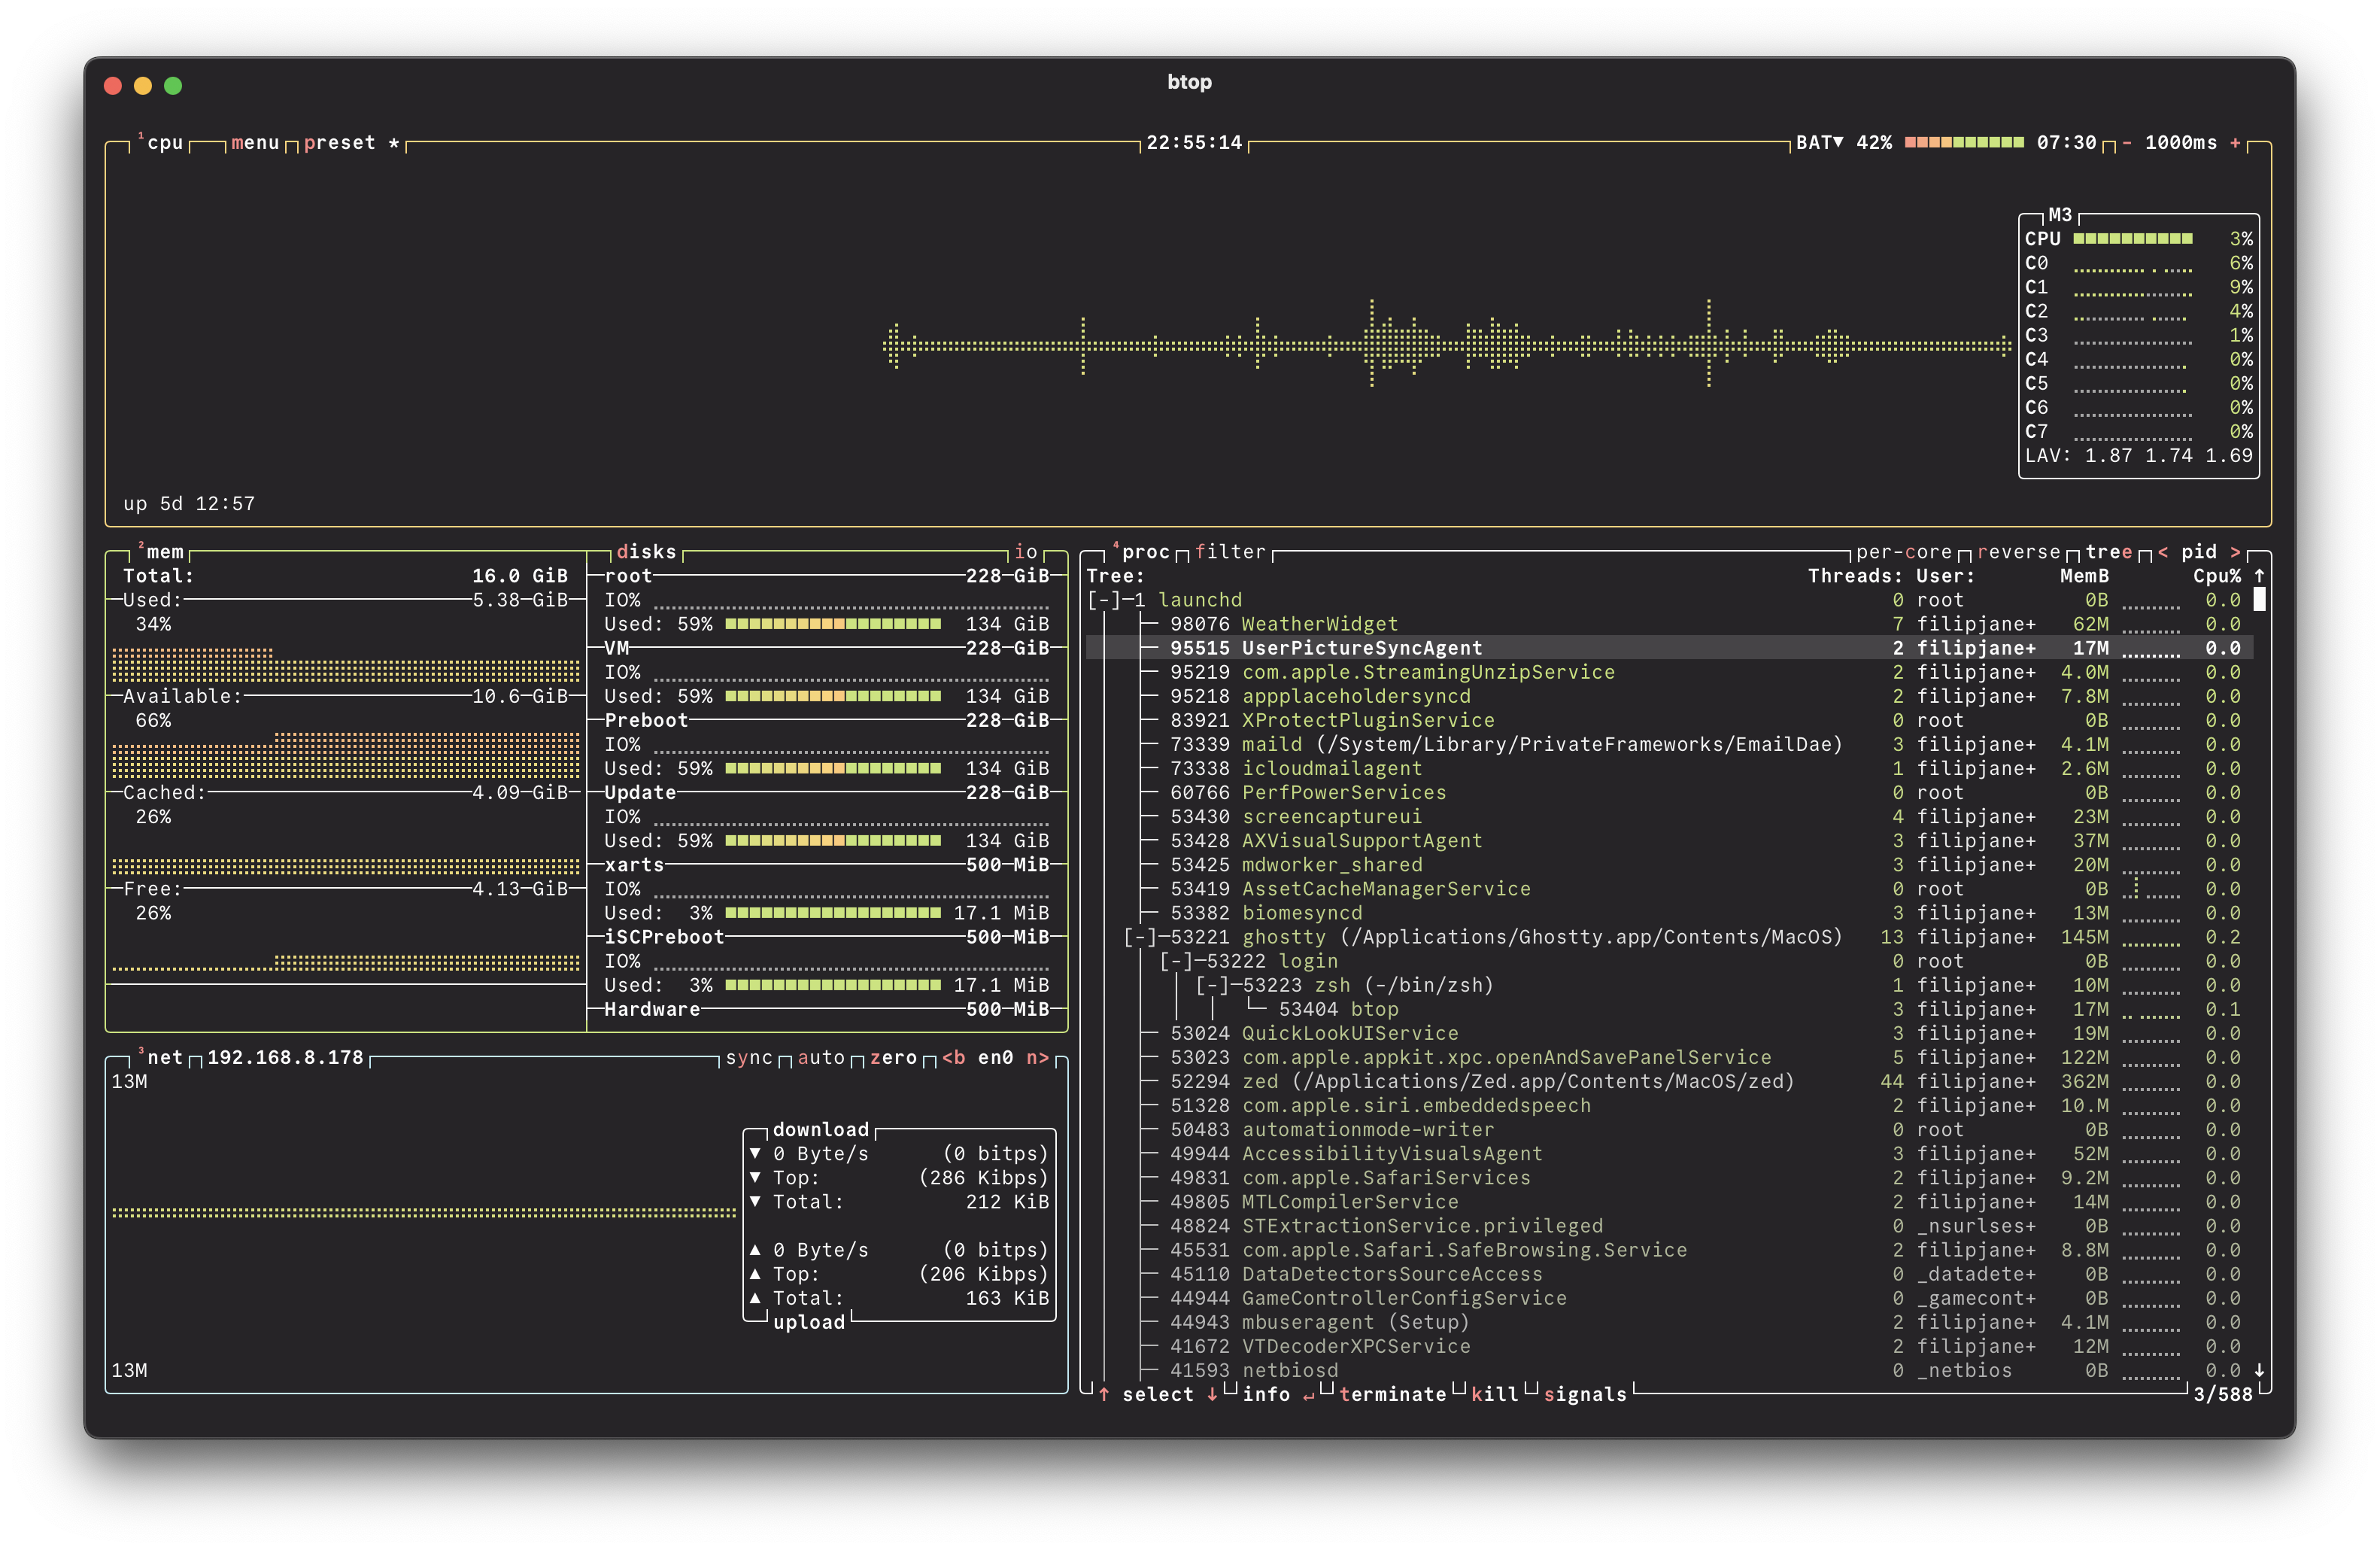 btop
¹cpu menu preset * 22:55:14 BAT▼ 42% 07:30 - 1000ms +
M3
CPU 3%
C0 6%
C1 9%
C2 4%
C3 1%
C4 0%
C5 0%
C6 0%
C7 0%
LAV: 1.87 1.74 1.69
up 5d 12:57
²mem
Total: 16.0 GiB
Used: 5.38 GiB
34%
Available: 10.6 GiB
66%
Cached: 4.09 GiB
26%
Free: 4.13 GiB
26%
disks io
root 228 GiB
IO%
Used: 59% 134 GiB
VM 228 GiB
IO%
Used: 59% 134 GiB
Preboot 228 GiB
IO%
Used: 59% 134 GiB
Update 228 GiB
IO%
Used: 59% 134 GiB
xarts 500 MiB
IO%
Used: 3% 17.1 MiB
iSCPreboot 500 MiB
IO%
Used: 3% 17.1 MiB
Hardware 500 MiB
³net 192.168.8.178 sync auto zero <b en0 n>
13M
download
▼ 0 Byte/s (0 bitps)
▼ Top: (286 Kibps)
▼ Total: 212 KiB
▲ 0 Byte/s (0 bitps)
▲ Top: (206 Kibps)
▲ Total: 163 KiB
upload
13M
⁴proc filter per-core reverse tree < pid >
Tree: Threads: User: MemB Cpu% ↑
[-]─1 launchd 0 root 0B 0.0
98076 WeatherWidget 7 filipjane+ 62M 0.0
95515 UserPictureSyncAgent 2 filipjane+ 17M 0.0
95219 com.apple.StreamingUnzipService 2 filipjane+ 4.0M 0.0
95218 appplaceholdersyncd 2 filipjane+ 7.8M 0.0
83921 XProtectPluginService 0 root 0B 0.0
73339 maild (/System/Library/PrivateFrameworks/EmailDae) 3 filipjane+ 4.1M 0.0
73338 icloudmailagent 1 filipjane+ 2.6M 0.0
60766 PerfPowerServices 0 root 0B 0.0
53430 screencaptureui 4 filipjane+ 23M 0.0
53428 AXVisualSupportAgent 3 filipjane+ 37M 0.0
53425 mdworker_shared 3 filipjane+ 20M 0.0
53419 AssetCacheManagerService 0 root 0B 0.0
53382 biomesyncd 3 filipjane+ 13M 0.0
[-]─53221 ghostty (/Applications/Ghostty.app/Contents/MacOS) 13 filipjane+ 145M 0.2
[-]─53222 login 0 root 0B 0.0
[-]─53223 zsh (-/bin/zsh) 1 filipjane+ 10M 0.0
53404 btop 3 filipjane+ 17M 0.1
53024 QuickLookUIService 3 filipjane+ 19M 0.0
53023 com.apple.appkit.xpc.openAndSavePanelService 5 filipjane+ 122M 0.0
52294 zed (/Applications/Zed.app/Contents/MacOS/zed) 44 filipjane+ 362M 0.0
51328 com.apple.siri.embeddedspeech 2 filipjane+ 10.M 0.0
50483 automationmode-writer 0 root 0B 0.0
49944 AccessibilityVisualsAgent 3 filipjane+ 52M 0.0
49831 com.apple.SafariServices 2 filipjane+ 9.2M 0.0
49805 MTLCompilerService 2 filipjane+ 14M 0.0
48824 STExtractionService.privileged 0 _nsurlses+ 0B 0.0
45531 com.apple.Safari.SafeBrowsing.Service 2 filipjane+ 8.8M 0.0
45110 DataDetectorsSourceAccess 0 _datadete+ 0B 0.0
44944 GameControllerConfigService 0 _gamecont+ 0B 0.0
44943 mbuseragent (Setup) 2 filipjane+ 4.1M 0.0
41672 VTDecoderXPCService 2 filipjane+ 12M 0.0
41593 netbiosd 0 _netbios 0B 0.0 ↓
↑ select ↓ info ↵ terminate kill signals 3/588